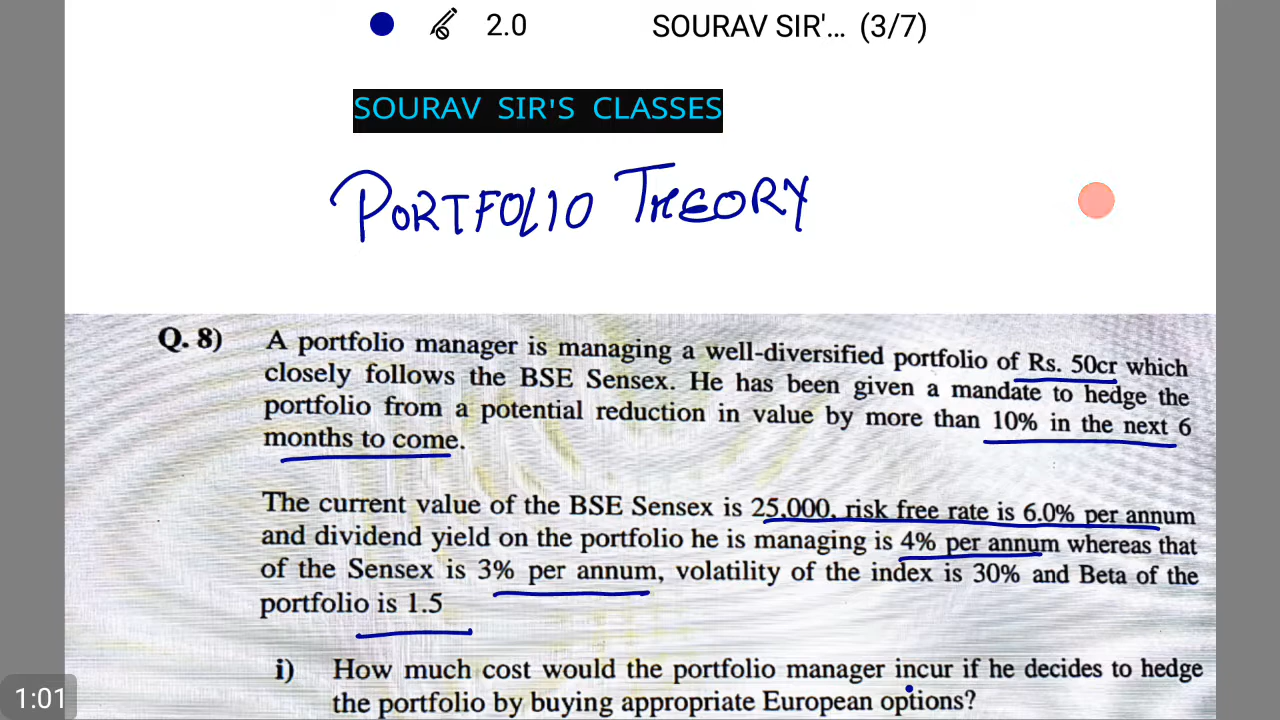 2.0 SOURAV SIR'... (3/7)
SOURAV SIR'S CLASSES
PORTFOLIO THEORY
Q. 8) A portfolio manager is managing a well-diversified portfolio of Rs. 50cr which
closely follows the BSE Sensex. He has been given a mandate to hedge the
portfolio from a potential reduction in value by more than 10% in the next 6
months to come.
The current value of the BSE Sensex is 25,000, risk free rate is 6.0% per annum
and dividend yield on the portfolio he is managing is 4% per annum whereas that
of the Sensex is 3% per annum, volatility of the index is 30% and Beta of the
portfolio is 1.5
i) How much cost would the portfolio manager incur if he decides to hedge
the portfolio by buying appropriate European options?
1:01